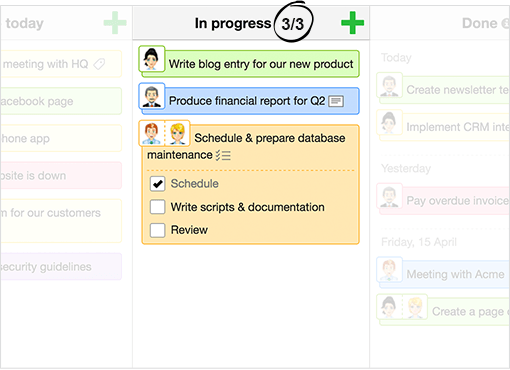 today
meeting with HQ
acebook page
hone app
site is down
m for our customers
security guidelines
In progress 3/3
Write blog entry for our new product
Produce financial report for Q2
Schedule & prepare database
maintenance
Schedule
Write scripts & documentation
Review
Done
Today
Create newsletter te
Implement CRM inte
Yesterday
Pay overdue invoice
Friday, 15 April
Meeting with Acme
Create a page